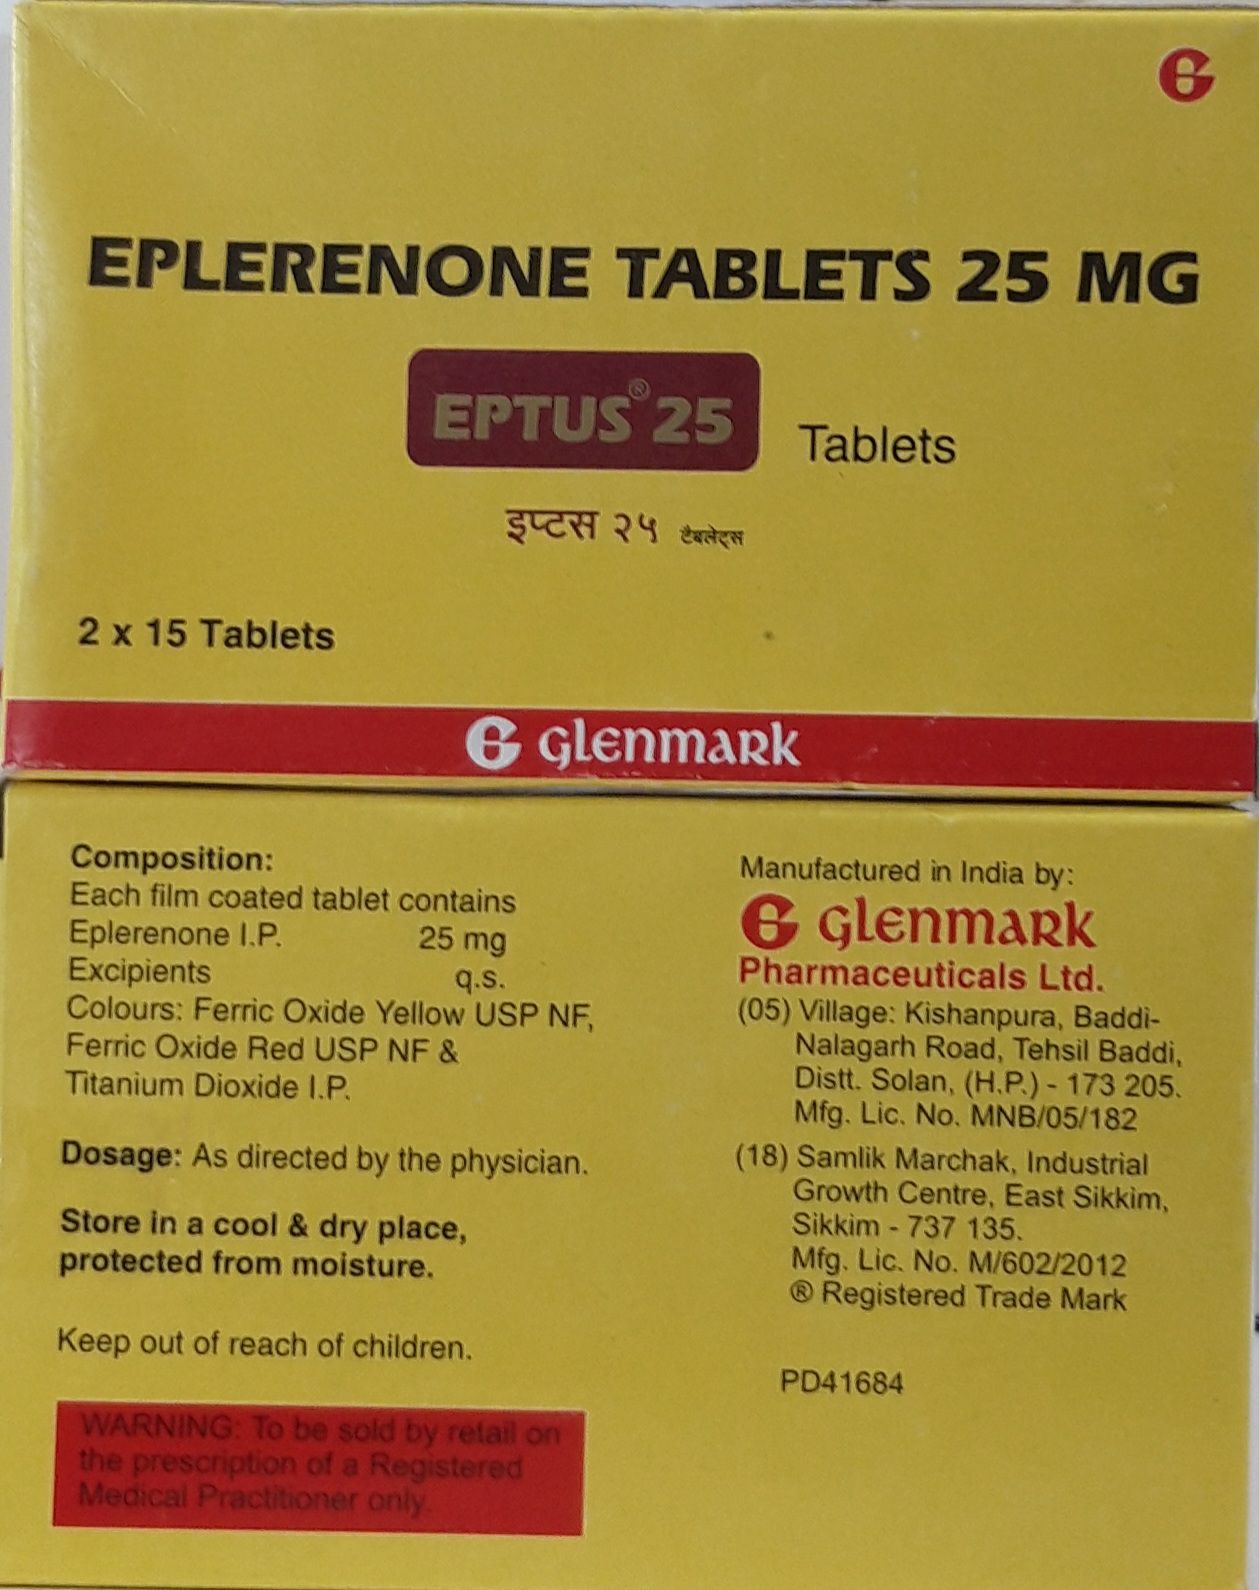 EPLERENONE TABLETS 25 MG
EPTUS® 25 Tablets
इप्टस २५ टैबलेट्स
2 x 15 Tablets
GLENMARK
Composition:
Each film coated tablet contains
Eplerenone I.P. 25 mg
Excipients q.s.
Colours: Ferric Oxide Yellow USP NF,
Ferric Oxide Red USP NF &
Titanium Dioxide I.P.
Dosage: As directed by the physician.
Store in a cool & dry place,
protected from moisture.
Keep out of reach of children.
WARNING: To be sold by retail on
the prescription of a Registered
Medical Practitioner only.
Manufactured in India by:
GLENMARK
Pharmaceuticals Ltd.
(05) Village: Kishanpura, Baddi-
Nalagarh Road, Tehsil Baddi,
Distt. Solan, (H.P.) - 173 205.
Mfg. Lic. No. MNB/05/182
(18) Samlik Marchak, Industrial
Growth Centre, East Sikkim,
Sikkim - 737 135.
Mfg. Lic. No. M/602/2012
® Registered Trade Mark
PD41684